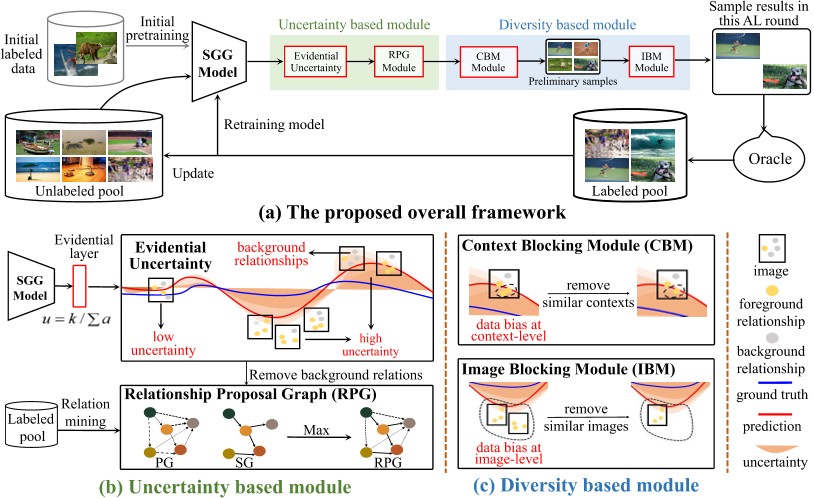 Initial labeled data
Initial pretraining
SGG Model
Uncertainty based module
Evidential Uncertainty
RPG Module
Diversity based module
CBM Module
Preliminary samples
IBM Module
Sample results in this AL round
Retraining model
Update
Unlabeled pool
Labeled pool
Oracle
(a) The proposed overall framework
SGG Model
Evidential layer
u = k / ∑ a
Evidential Uncertainty
background relationships
low uncertainty
high uncertainty
Remove background relations
Labeled pool
Relation mining
Relationship Proposal Graph (RPG)
PG
SG
Max
RPG
(b) Uncertainty based module
Context Blocking Module (CBM)
remove similar contexts
data bias at context-level
Image Blocking Module (IBM)
remove similar images
data bias at image-level
(c) Diversity based module
image
foreground relationship
background relationship
ground truth
prediction
uncertainty